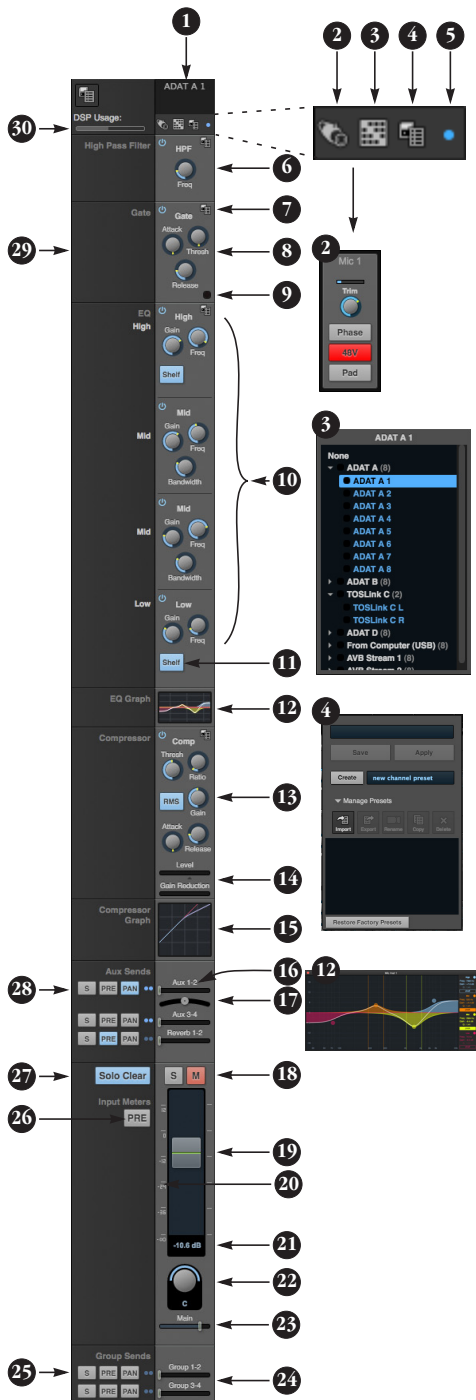 1
2
3
4
5
ADAT A 1
DSP Usage:
30
High Pass Filter
HPF
Freq
6
Gate
Gate
7
Attack
Thresh
8
29
Release
9
2
Mic 1
Trim
Phase
48V
Pad
EQ
High
High
Gain
Freq
Shelf
Mid
Mid
Gain
Freq
Bandwidth
10
Mid
Mid
Gain
Freq
Bandwidth
Low
Low
Gain
Freq
Shelf
11
3
ADAT A 1
None
ADAT A (8)
ADAT A 1
ADAT A 2
ADAT A 3
ADAT A 4
ADAT A 5
ADAT A 6
ADAT A 7
ADAT A 8
ADAT B (8)
TOSLink C (2)
TOSLink C L
TOSLink C R
ADAT D (8)
From Computer (USB) (8)
AVB Stream 1 (8)
AVB Stream 2 (8)
EQ Graph
12
Compressor
Comp
Thresh
Ratio
RMS
Gain
13
Attack
Release
Level
Gain Reduction
14
4
Save
Apply
Create
new channel preset
Manage Presets
Import
Export
Rename
Copy
Delete
Restore Factory Presets
Compressor
Graph
15
Aux Sends
28
S
PRE
PAN
Aux 1-2
16
17
S
PRE
PAN
Aux 3-4
S
PRE
PAN
Reverb 1-2
12
27
Solo Clear
S
M
18
Input Meters
26
PRE
19
20
-10.6 dB
21
C
22
Main
23
Group Sends
25
S
PRE
PAN
Group 1-2
24
S
PRE
PAN
Group 3-4